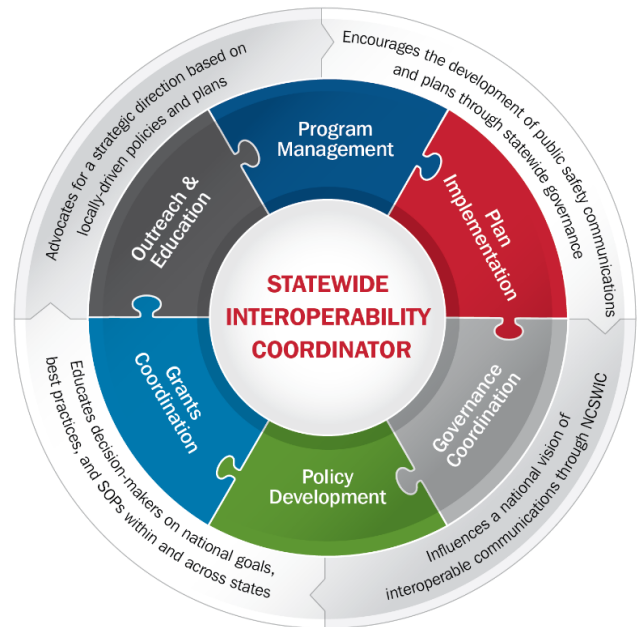 STATEWIDE
INTEROPERABILITY
COORDINATOR
Program
Management
Plan
Implementation
Governance
Coordination
Policy
Development
Grants
Coordination
Outreach &
Education
Encourages the development of public safety communications
and plans through statewide governance
Influences a national vision of
interoperable communications through NCSWIC
Educates decision-makers on national goals,
best practices, and SOPs within and across states
Advocates for a strategic direction based on
locally-driven policies and plans